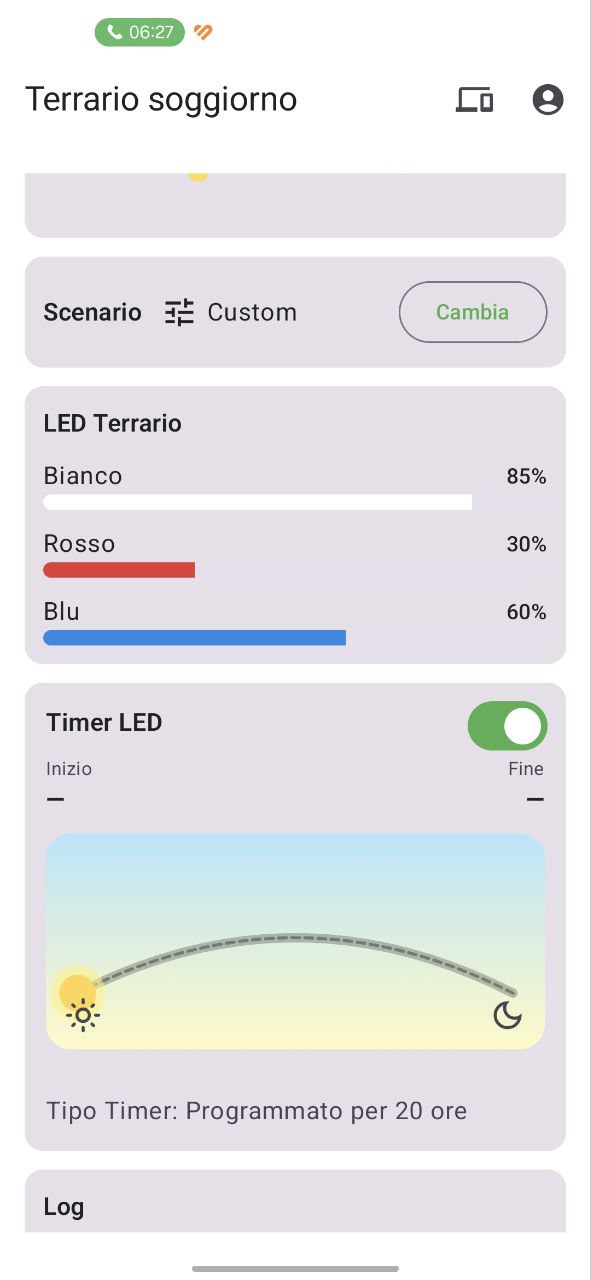 06:27
Terrario soggiorno
Scenario Custom Cambia
LED Terrario
Bianco 85%
Rosso 30%
Blu 60%
Timer LED
Inizio Fine
– –
Tipo Timer: Programmato per 20 ore
Log